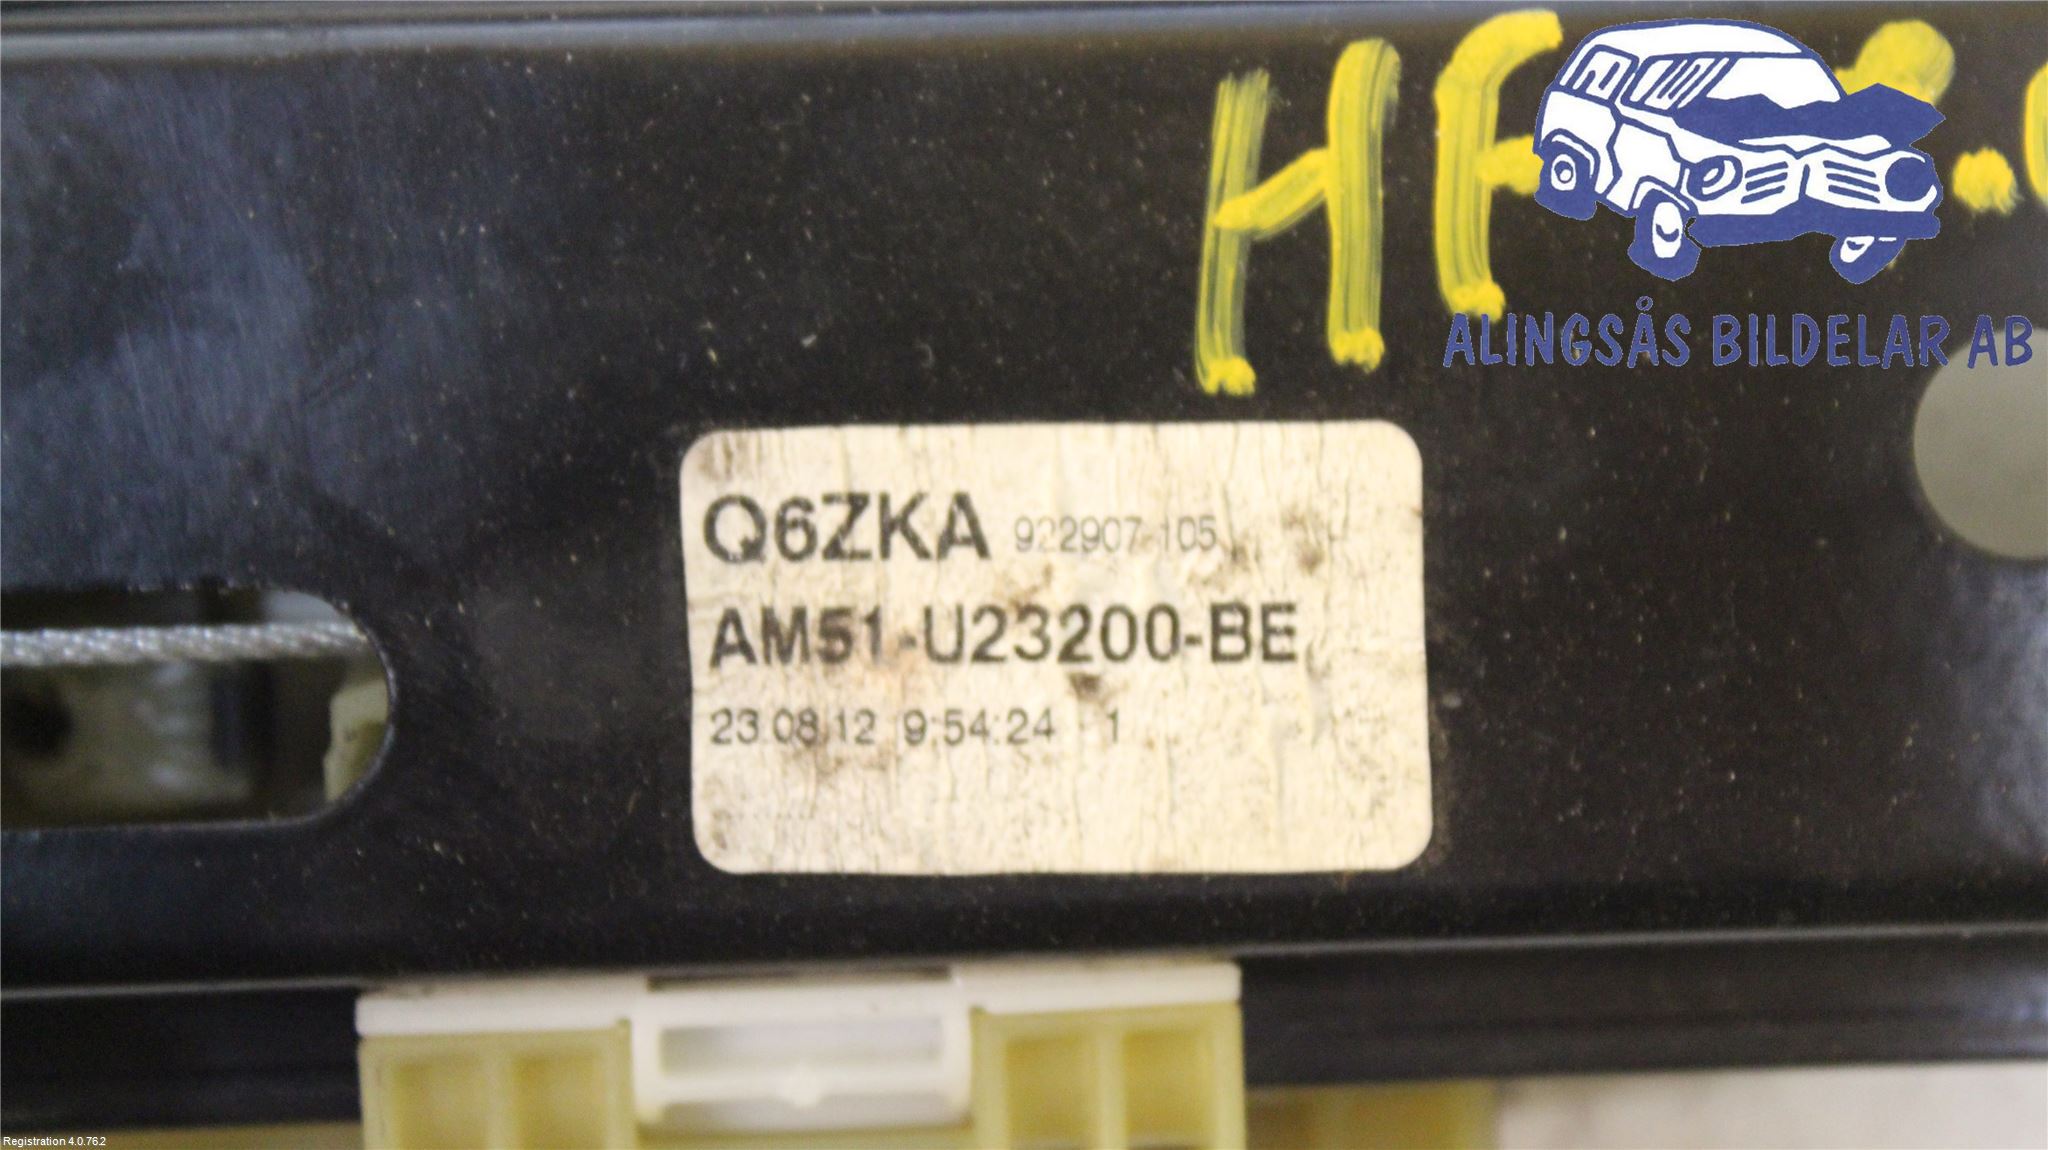 HF
ALINGSÅS BILDELAR AB
Q6ZKA 922907 105
AM51-U23200-BE
23.08.12 9:54:24 1
Registration 4.0.76.2